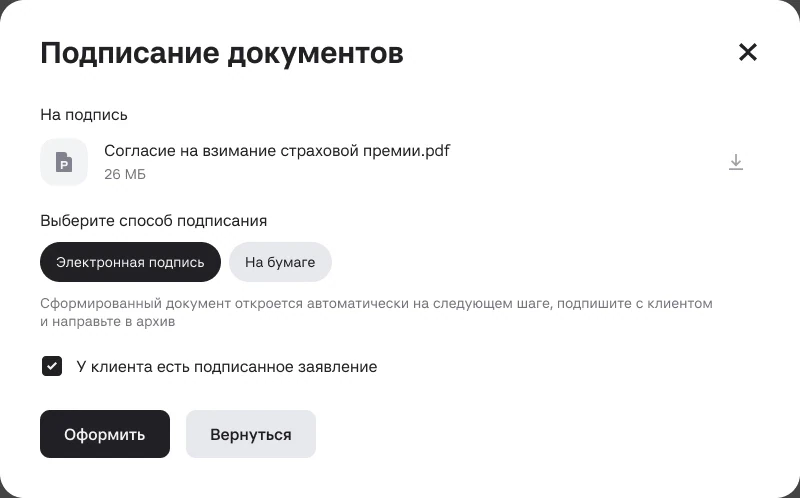 Подписание документов
На подпись
Согласие на взимание страховой премии.pdf
26 МБ
Выберите способ подписания
Электронная подпись
На бумаге
Сформированный документ откроется автоматически на следующем шаге, подпишите с клиентом
и направьте в архив
У клиента есть подписанное заявление
Оформить
Вернуться